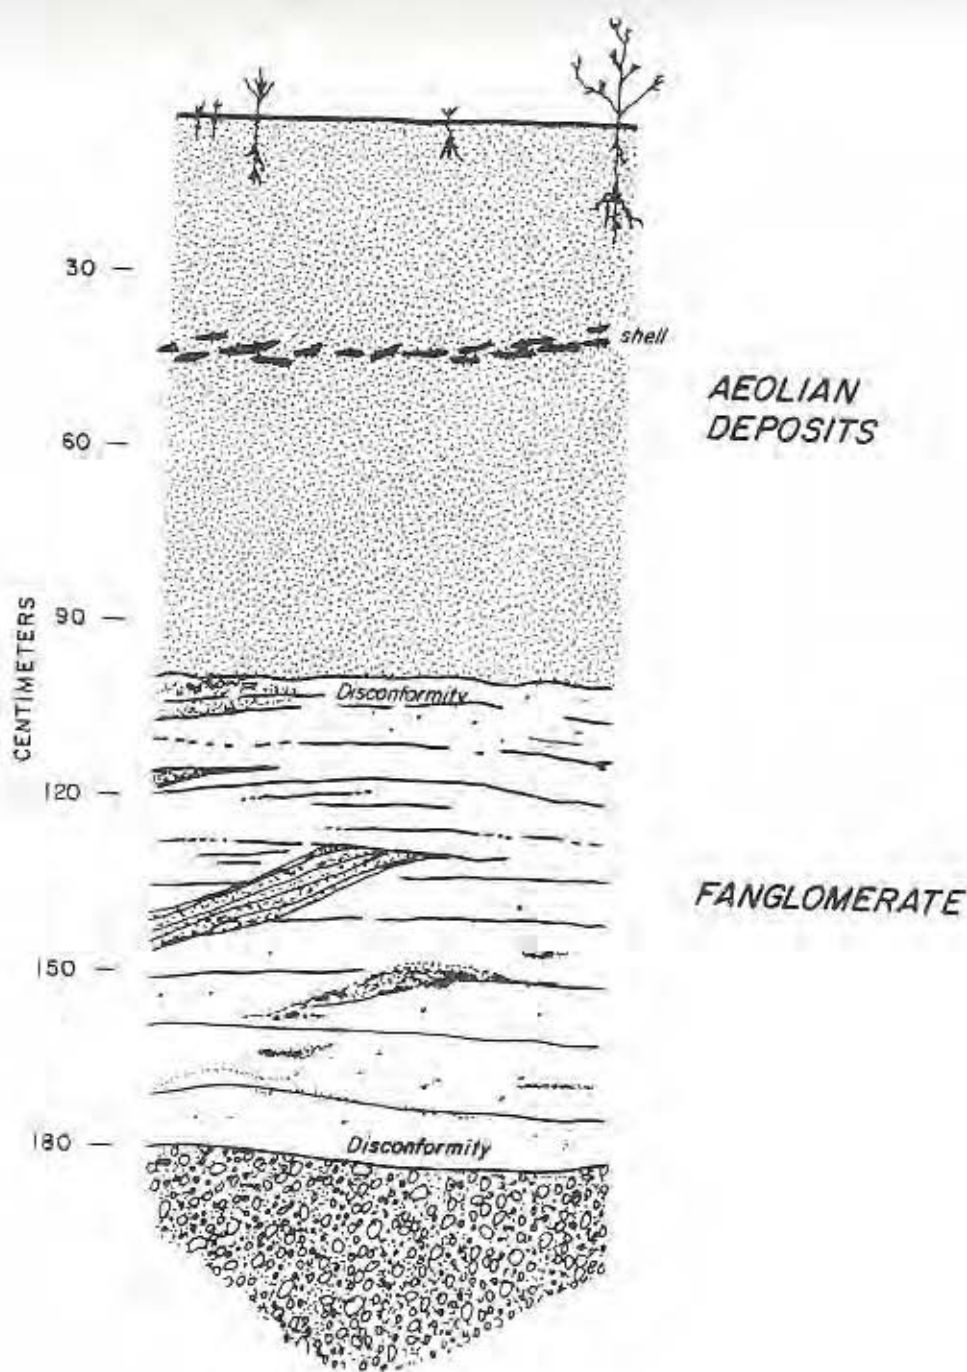 30 —
shell
AEOLIAN
DEPOSITS
60 —
90 —
CENTIMETERS
Disconformity
120 —
FANGLOMERATE
150 —
180 —
Disconformity